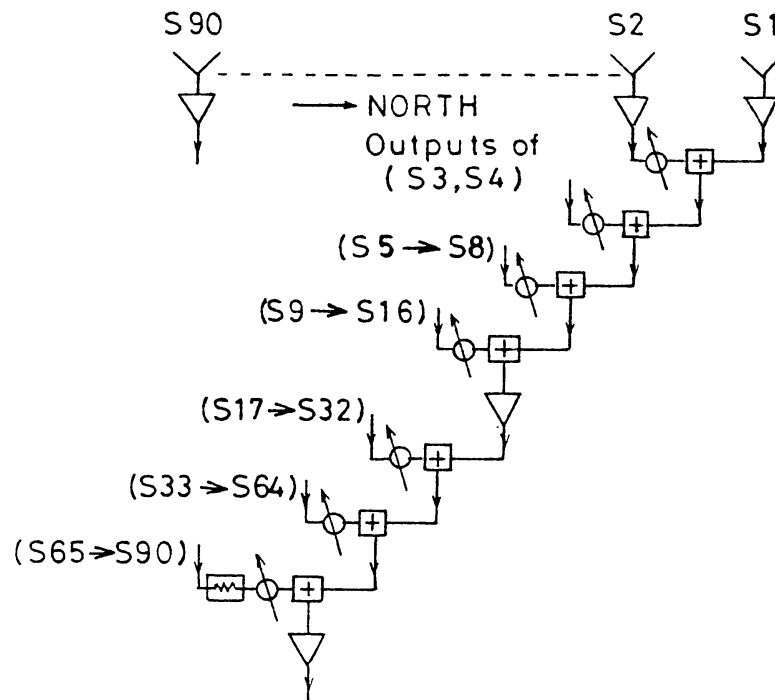 S90 S2 S1
NORTH
Outputs of
(S3,S4)
(S5→S8)
(S9→S16)
(S17→S32)
(S33→S64)
(S65→S90)